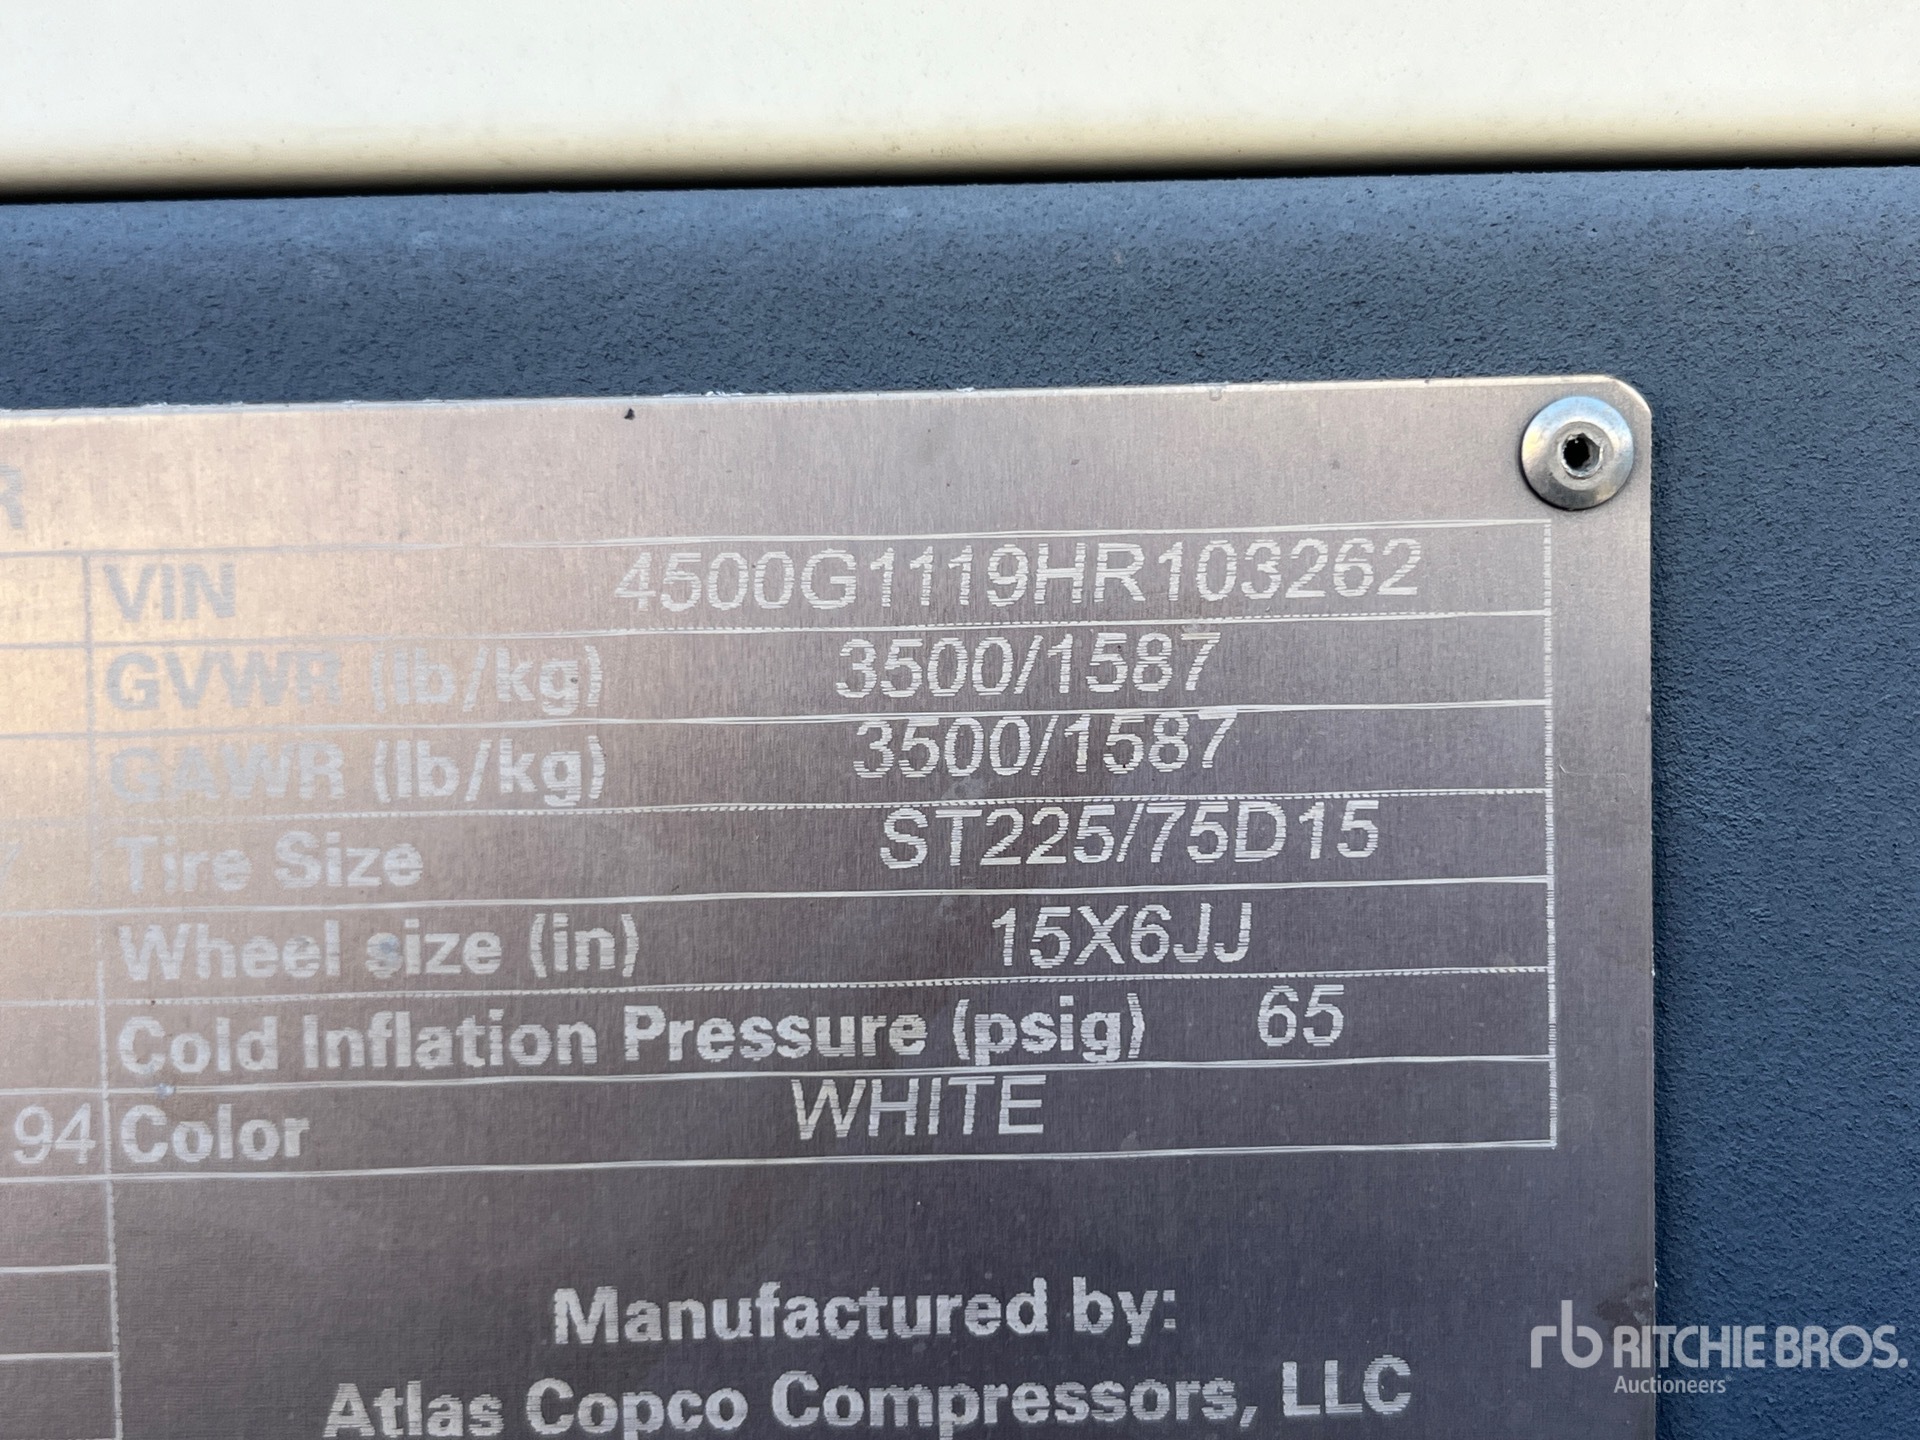 R
VIN 4500G1119HR103262
GVWR (lb/kg) 3500/1587
GAWR (lb/kg) 3500/1587
Tire Size ST225/75D15
Wheel size (in) 15X6JJ
Cold Inflation Pressure (psig) 65
94 Color WHITE
Manufactured by:
Atlas Copco Compressors, LLC
rb RITCHIE BROS.
Auctioneers